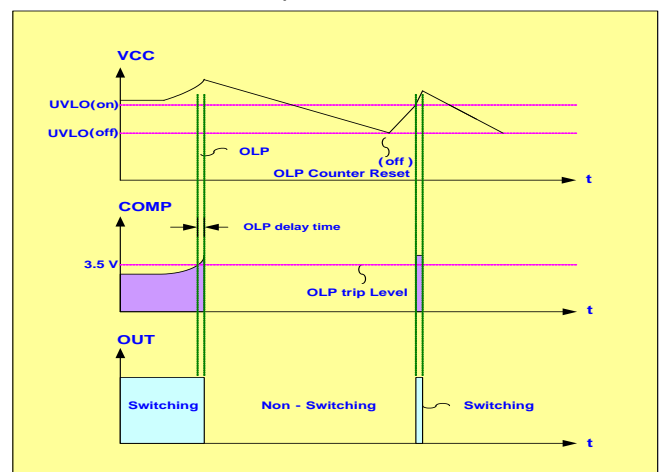 VCC
UVLO(on)
UVLO(off)
OLP
(off)
OLP Counter Reset
t
COMP
OLP delay time
3.5 V
OLP trip Level
t
OUT
Switching
Non - Switching
Switching
t